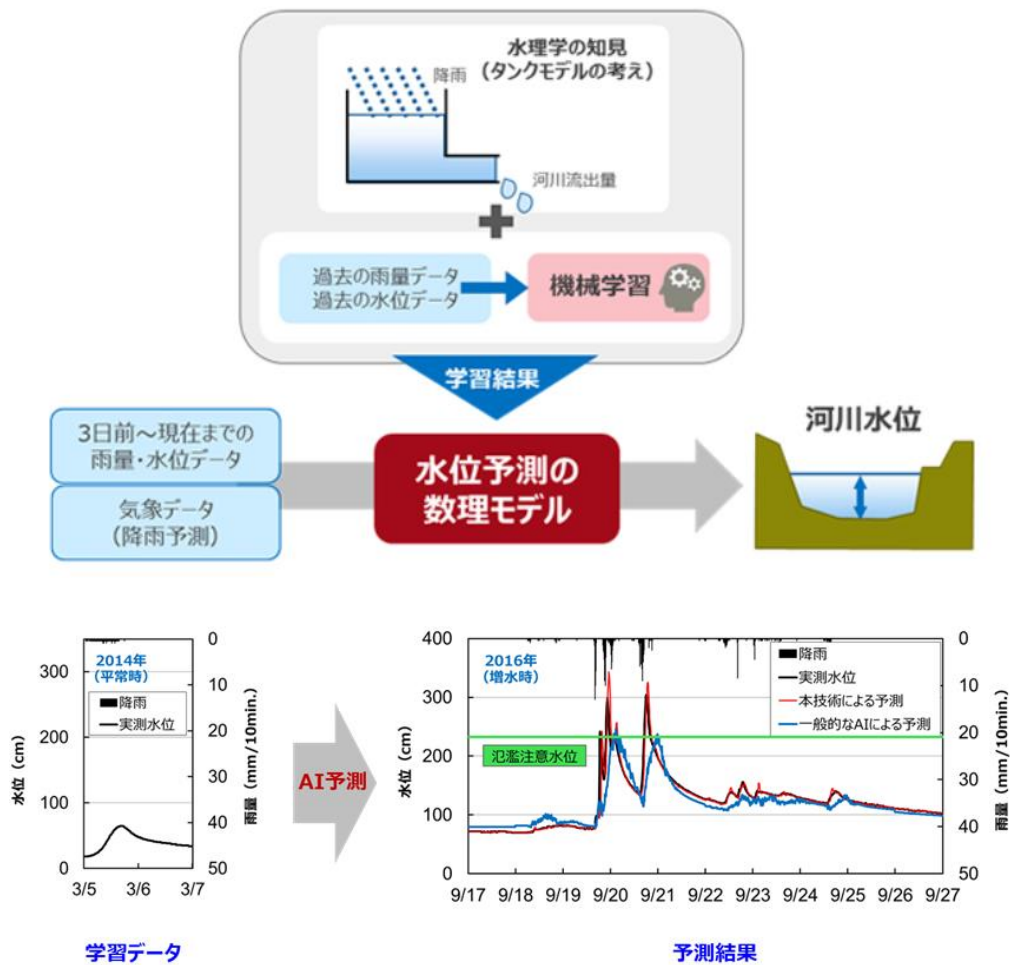 水理学の知見
（タンクモデルの考え）
降雨
河川流出量
過去の雨量データ
過去の水位データ
機械学習
学習結果
3日前～現在までの
雨量・水位データ
気象データ
（降雨予測）
水位予測の
数理モデル
河川水位
2014年
（平常時）
降雨
実測水位
水位（cm）
300
200
100
0
0
10
20
30
40
50
雨量（mm/10min.）
3/5
3/6
3/7
学習データ
AI予測
2016年
（増水時）
降雨
実測水位
本技術による予測
一般的なAIによる予測
氾濫注意水位
水位（cm）
400
300
200
100
0
0
10
20
30
40
50
雨量（mm/10min.）
9/17
9/18
9/19
9/20
9/21
9/22
9/23
9/24
9/25
9/26
9/27
予測結果